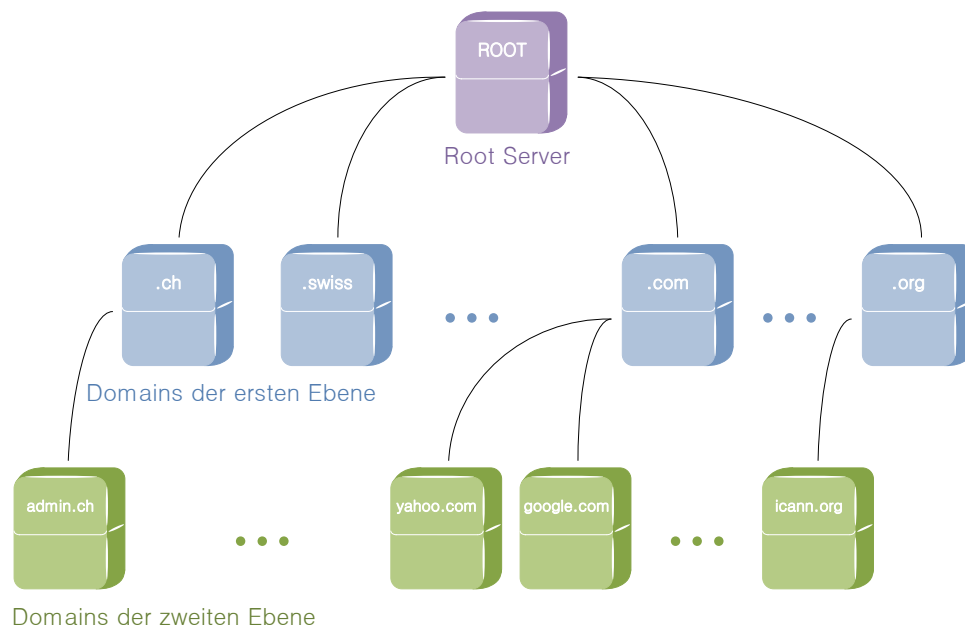 ROOT
Root Server
.ch
.swiss
.com
.org
Domains der ersten Ebene
admin.ch
yahoo.com
google.com
icann.org
Domains der zweiten Ebene